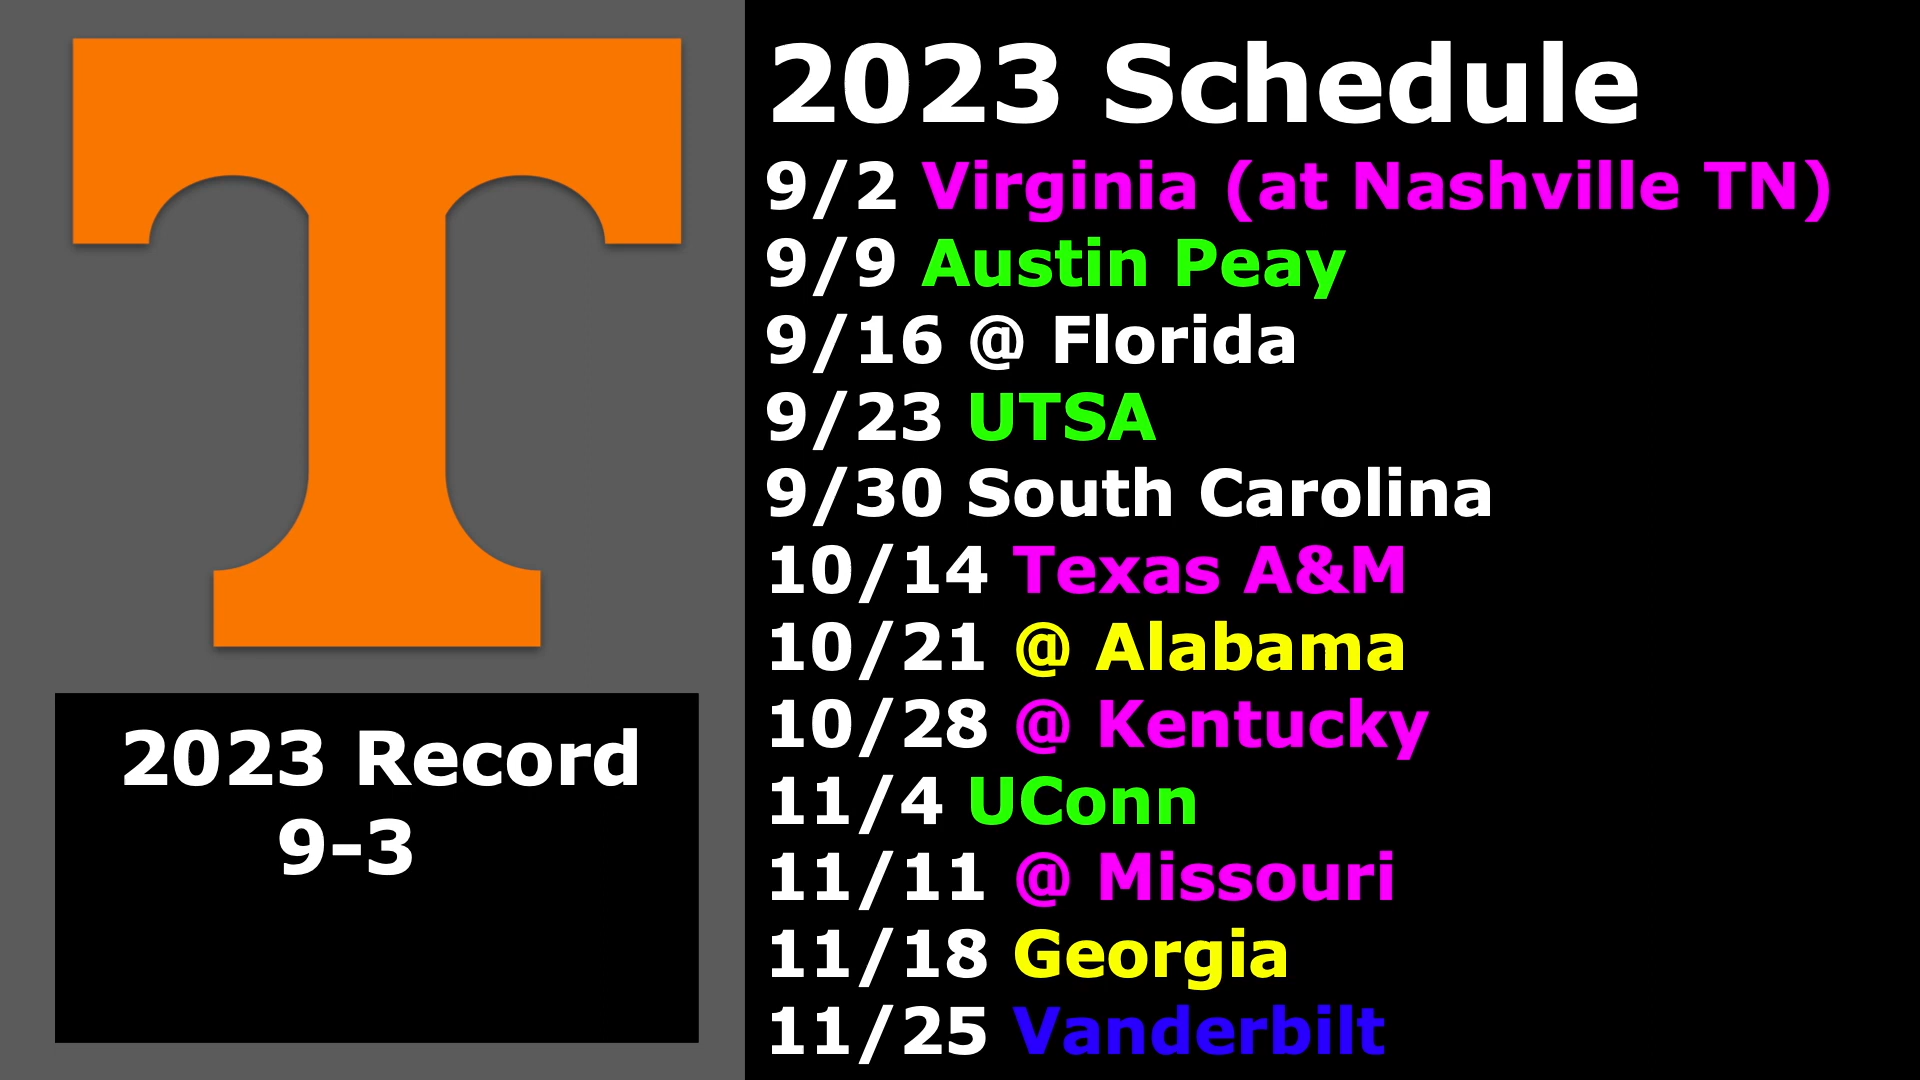 T
2023 Record
9-3
2023 Schedule
9/2 Virginia (at Nashville TN)
9/9 Austin Peay
9/16 @ Florida
9/23 UTSA
9/30 South Carolina
10/14 Texas A&M
10/21 @ Alabama
10/28 @ Kentucky
11/4 UConn
11/11 @ Missouri
11/18 Georgia
11/25 Vanderbilt